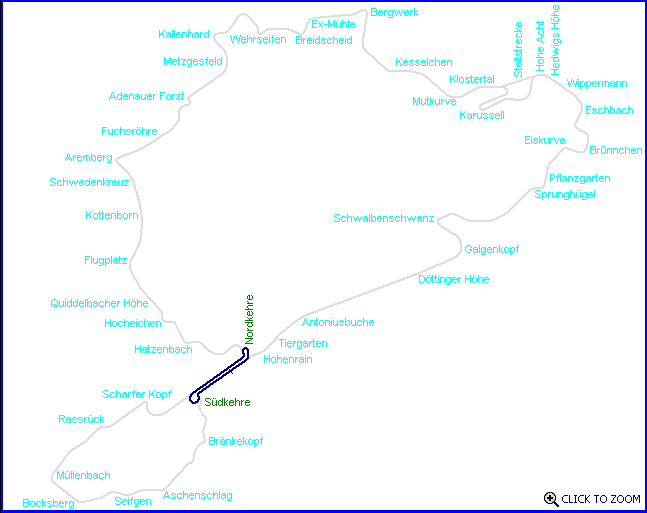 Bergwerk
Ex-Mühle
Kallenhard
Wehrseifen
Breidscheid
Metzgesfeld
Kesselchen
Stellstrecke
Hohe Acht
Hedwigs Höhe
Klostertal
Wippermann
Adenauer Forst
Mutkurve
Karussell
Eschbach
Fuchsröhre
Eiskurve
Brünnchen
Aremberg
Schwedenkreuz
Pflanzgarten
Sprunghügel
Kottenborn
Schwalbenschwanz
Galgenkopf
Flugplatz
Döttinger Höhe
Quiddelbacher Höhe
Hocheichen
Antoniusbuche
Nordkehre
Hatzenbach
Tiergarten
Hohenrain
Scharfer Kopf
Südkehre
Rassrück
Bränkekopf
Müllenbach
Bocksberg
Seifgen
Aschenschlag
CLICK TO ZOOM